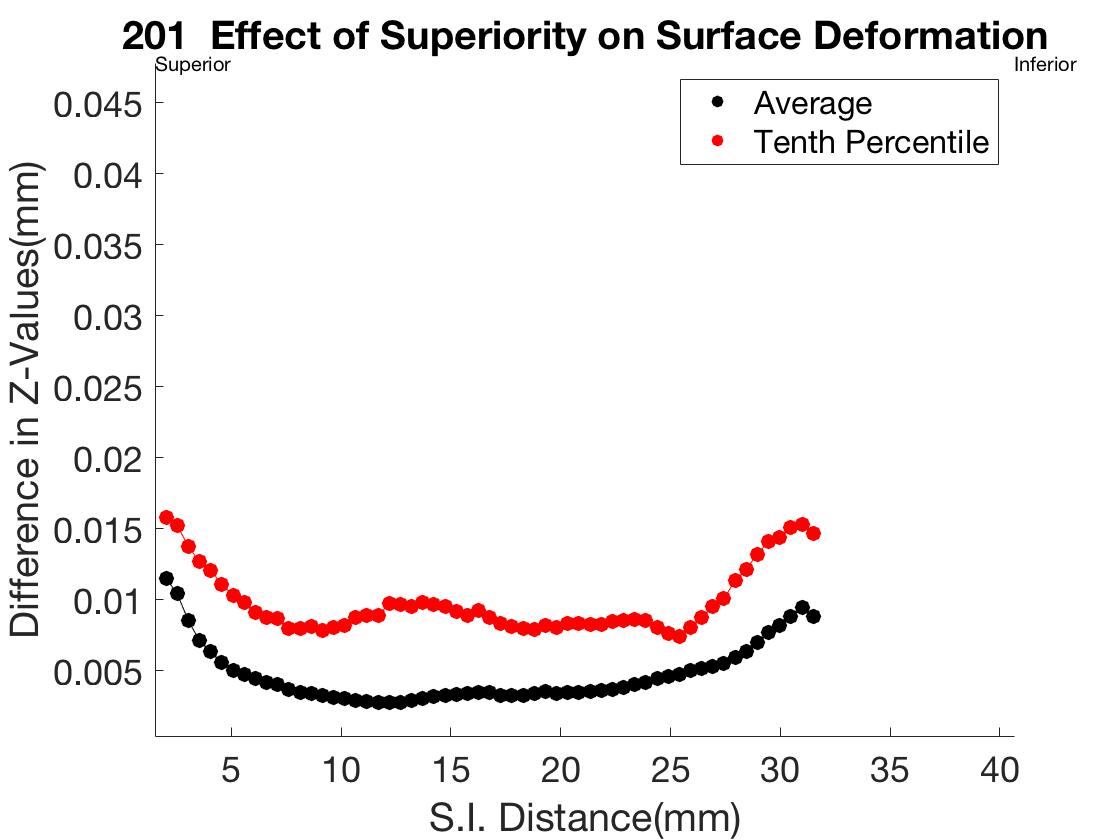 201  Effect of Superiority on Surface Deformation
Superior
Inferior
Average
Tenth Percentile
0.045
0.04
0.035
0.03
0.025
0.02
0.015
0.01
0.005
Difference in Z-Values(mm)
5 10 15 20 25 30 35 40
S.I. Distance(mm)